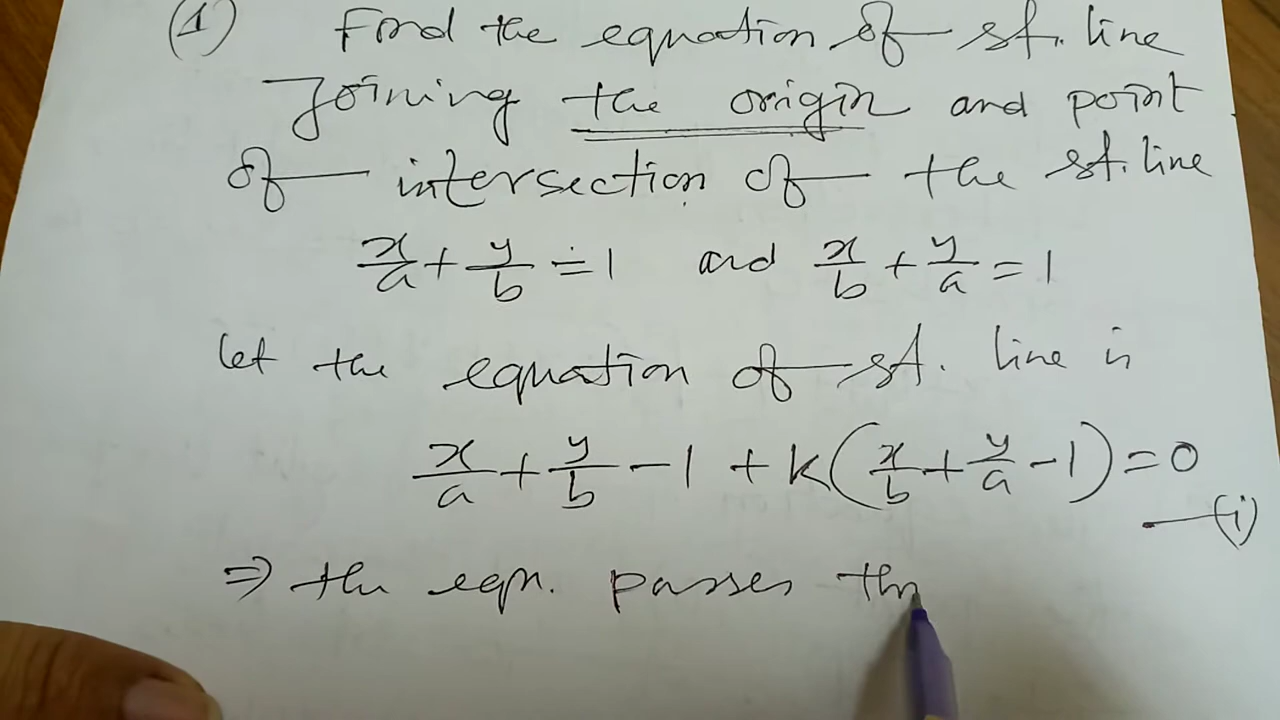 (1) Find the equation of st. line
Joining the origin and point
of intersection of the st. line
x/a + y/b = 1 and x/b + y/a = 1
let the equation of st. line is
x/a + y/b - 1 + k(x/b + y/a - 1) = 0
(i)
⇒ the eqn. passes thr